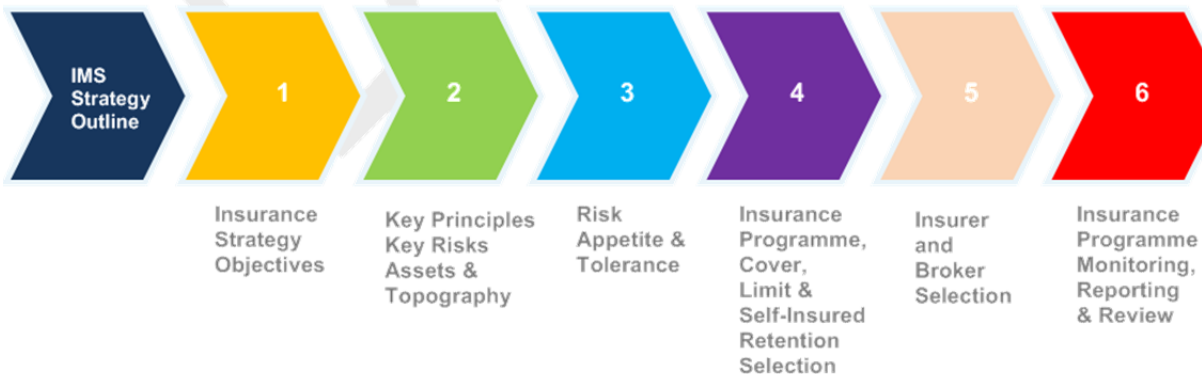 IMS
Strategy
Outline
1
2
3
4
5
6
Insurance
Strategy
Objectives
Key Principles
Key Risks
Assets &
Topography
Risk
Appetite &
Tolerance
Insurance
Programme,
Cover,
Limit &
Self-Insured
Retention
Selection
Insurer
and
Broker
Selection
Insurance
Programme
Monitoring,
Reporting
& Review